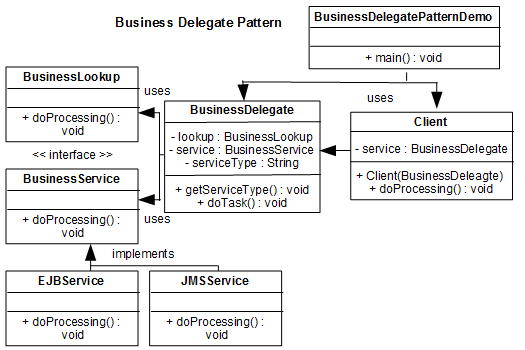 Business Delegate Pattern
BusinessDelegatePatternDemo
+ main() : void
BusinessLookup
+ doProcessing() :
void
uses
uses
<< interface >>
BusinessDelegate
- lookup : BusinessLookup
- service : BusinessService
- serviceType : String
+ getServiceType() : void
+ doTask() : void
Client
- service : BusinessDelegate
+ Client(BusinessDeleagte)
+ doProcessing() : void
BusinessService
+ doProcessing() :
void
uses
implements
EJBService
+ doProcessing() :
void
JMSService
+ doProcessing() :
void